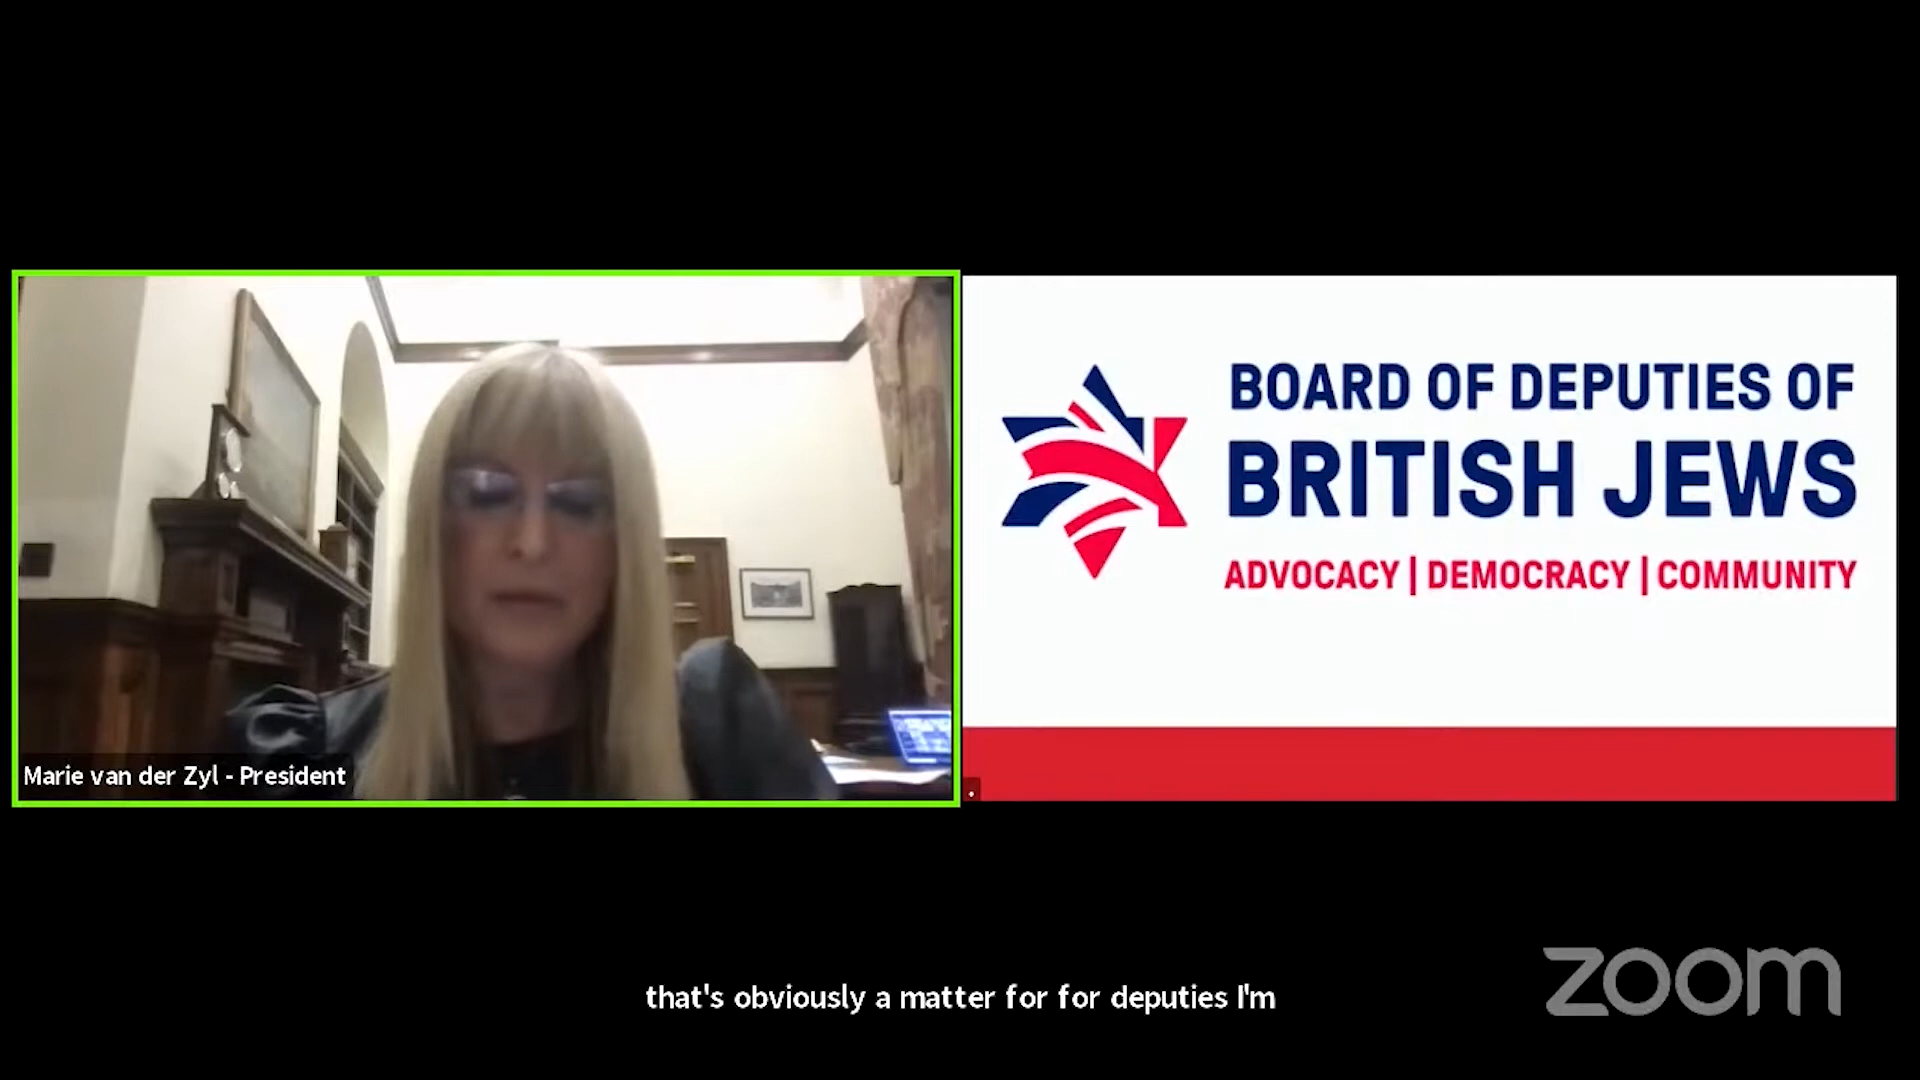 BOARD OF DEPUTIES OF
BRITISH JEWS
ADVOCACY | DEMOCRACY | COMMUNITY
Marie van der Zyl - President
.
that's obviously a matter for for deputies I'm
zoom